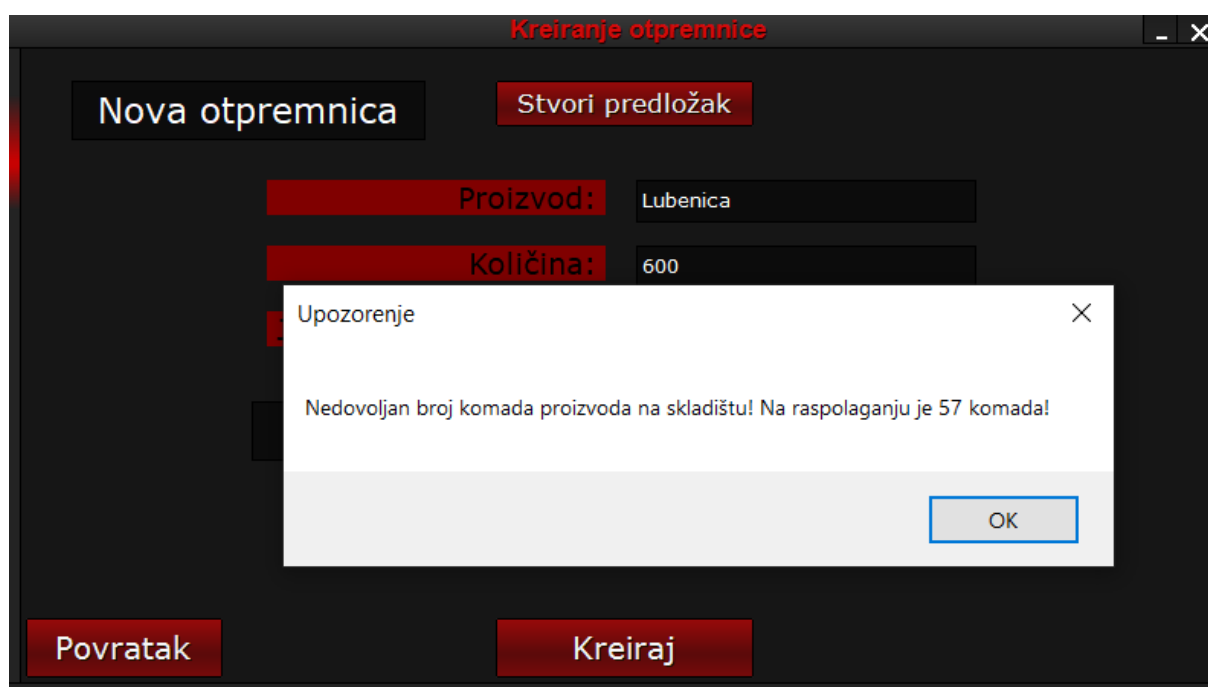 Kreiranje otpremnice
Nova otpremnica
Stvori predložak
Proizvod:
Lubenica
Količina:
600
Upozorenje
Nedovoljan broj komada proizvoda na skladištu! Na raspolaganju je 57 komada!
OK
Povratak
Kreiraj